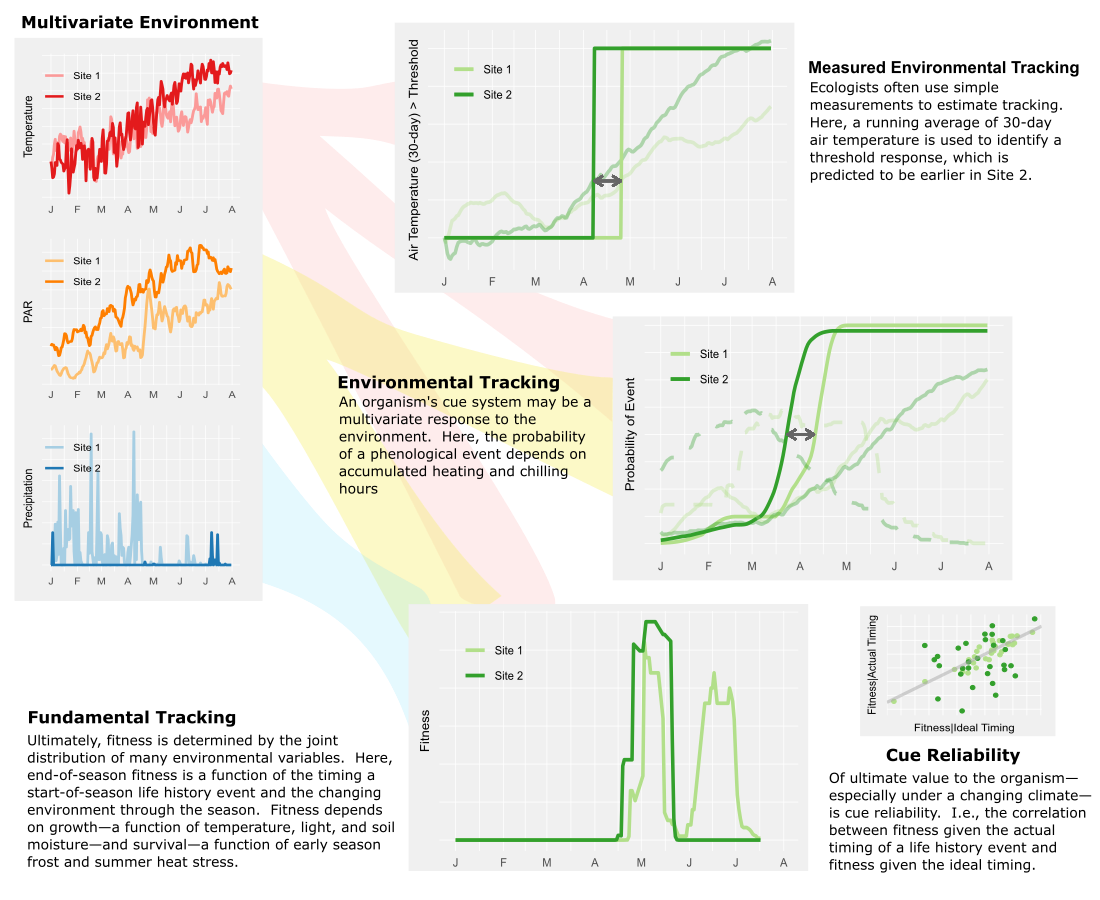 Multivariate Environment
Temperature
Site 1
Site 2
J F M A M J J A
PAR
Site 1
Site 2
J F M A M J J A
Precipitation
Site 1
Site 2
J F M A M J J A
Air Temperature (30-day) > Threshold
Site 1
Site 2
J F M A M J J A
Measured Environmental Tracking
Ecologists often use simple
measurements to estimate tracking.
Here, a running average of 30-day
air temperature is used to identify a
threshold response, which is
predicted to be earlier in Site 2.
Environmental Tracking
An organism's cue system may be a
multivariate response to the
environment.  Here, the probability
of a phenological event depends on
accumulated heating and chilling
hours
Probability of Event
Site 1
Site 2
J F M A M J J A
Fundamental Tracking
Ultimately, fitness is determined by the joint
distribution of many environmental variables.  Here,
end-of-season fitness is a function of the timing a
start-of-season life history event and the changing
environment through the season.  Fitness depends
on growth—a function of temperature, light, and soil
moisture—and survival—a function of early season
frost and summer heat stress.
Fitness
Site 1
Site 2
J F M A M J J A
Fitness|Actual Timing
Fitness|Ideal Timing
Cue Reliability
Of ultimate value to the organism—
especially under a changing climate—
is cue reliability.  I.e., the correlation
between fitness given the actual
timing of a life history event and
fitness given the ideal timing.